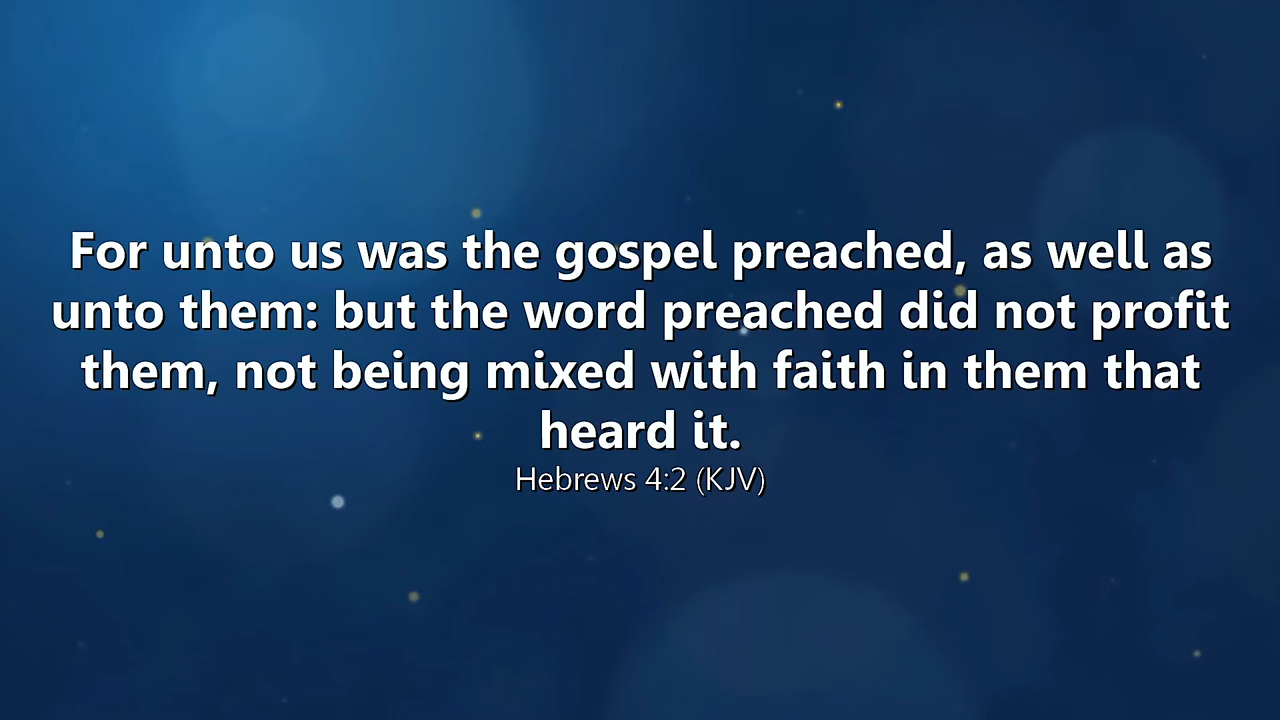 For unto us was the gospel preached, as well as
unto them: but the word preached did not profit
them, not being mixed with faith in them that
heard it.
Hebrews 4:2 (KJV)